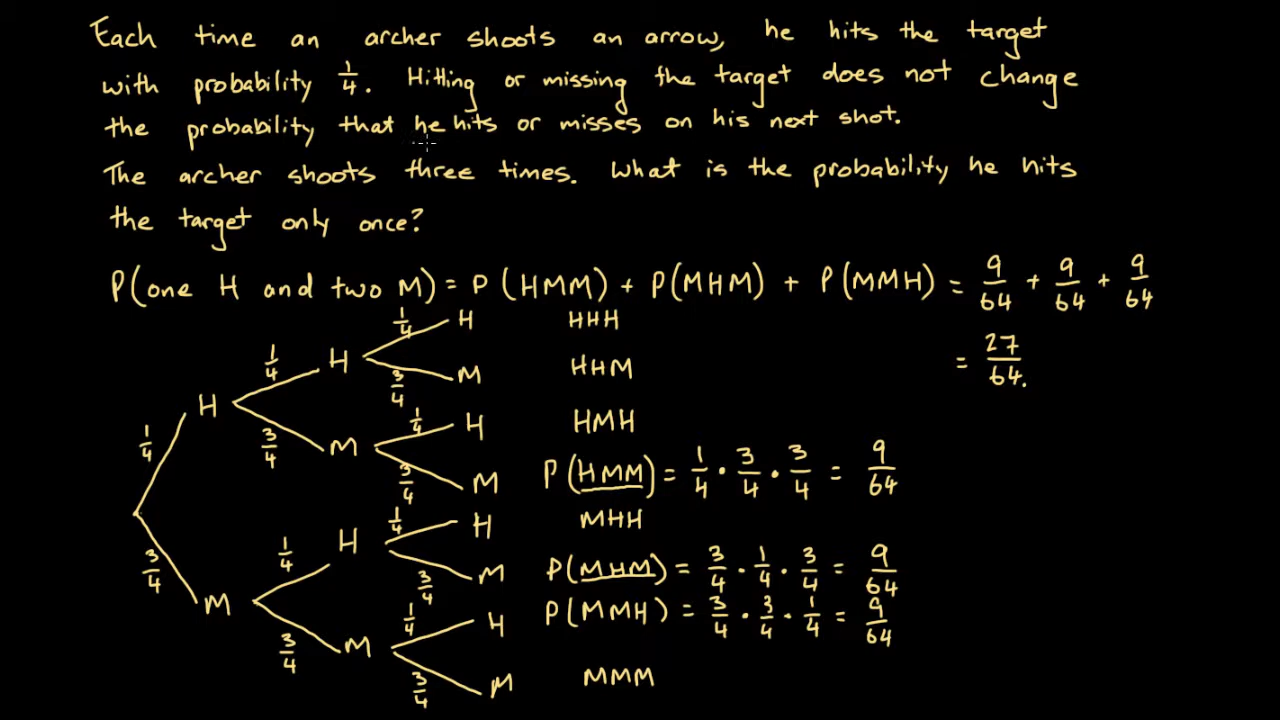 Each time an archer shoots an arrow, he hits the target
with probability 1/4. Hitting or missing the target does not change
the probability that he hits or misses on his next shot.
The archer shoots three times. What is the probability he hits
the target only once?
P(one H and two M) = P(HMM) + P(MHM) + P(MMH) = 9/64 + 9/64 + 9/64
= 27/64.
1/4 H HHH
1/4 H 3/4 M HHM
1/4 H 3/4 M 1/4 H HMH
3/4 M P(HMM) = 1/4 · 3/4 · 3/4 = 9/64
1/4 H MHH
3/4 M 1/4 H 3/4 M P(MHM) = 3/4 · 1/4 · 3/4 = 9/64
3/4 M 1/4 H P(MMH) = 3/4 · 3/4 · 1/4 = 9/64
3/4 M MMM